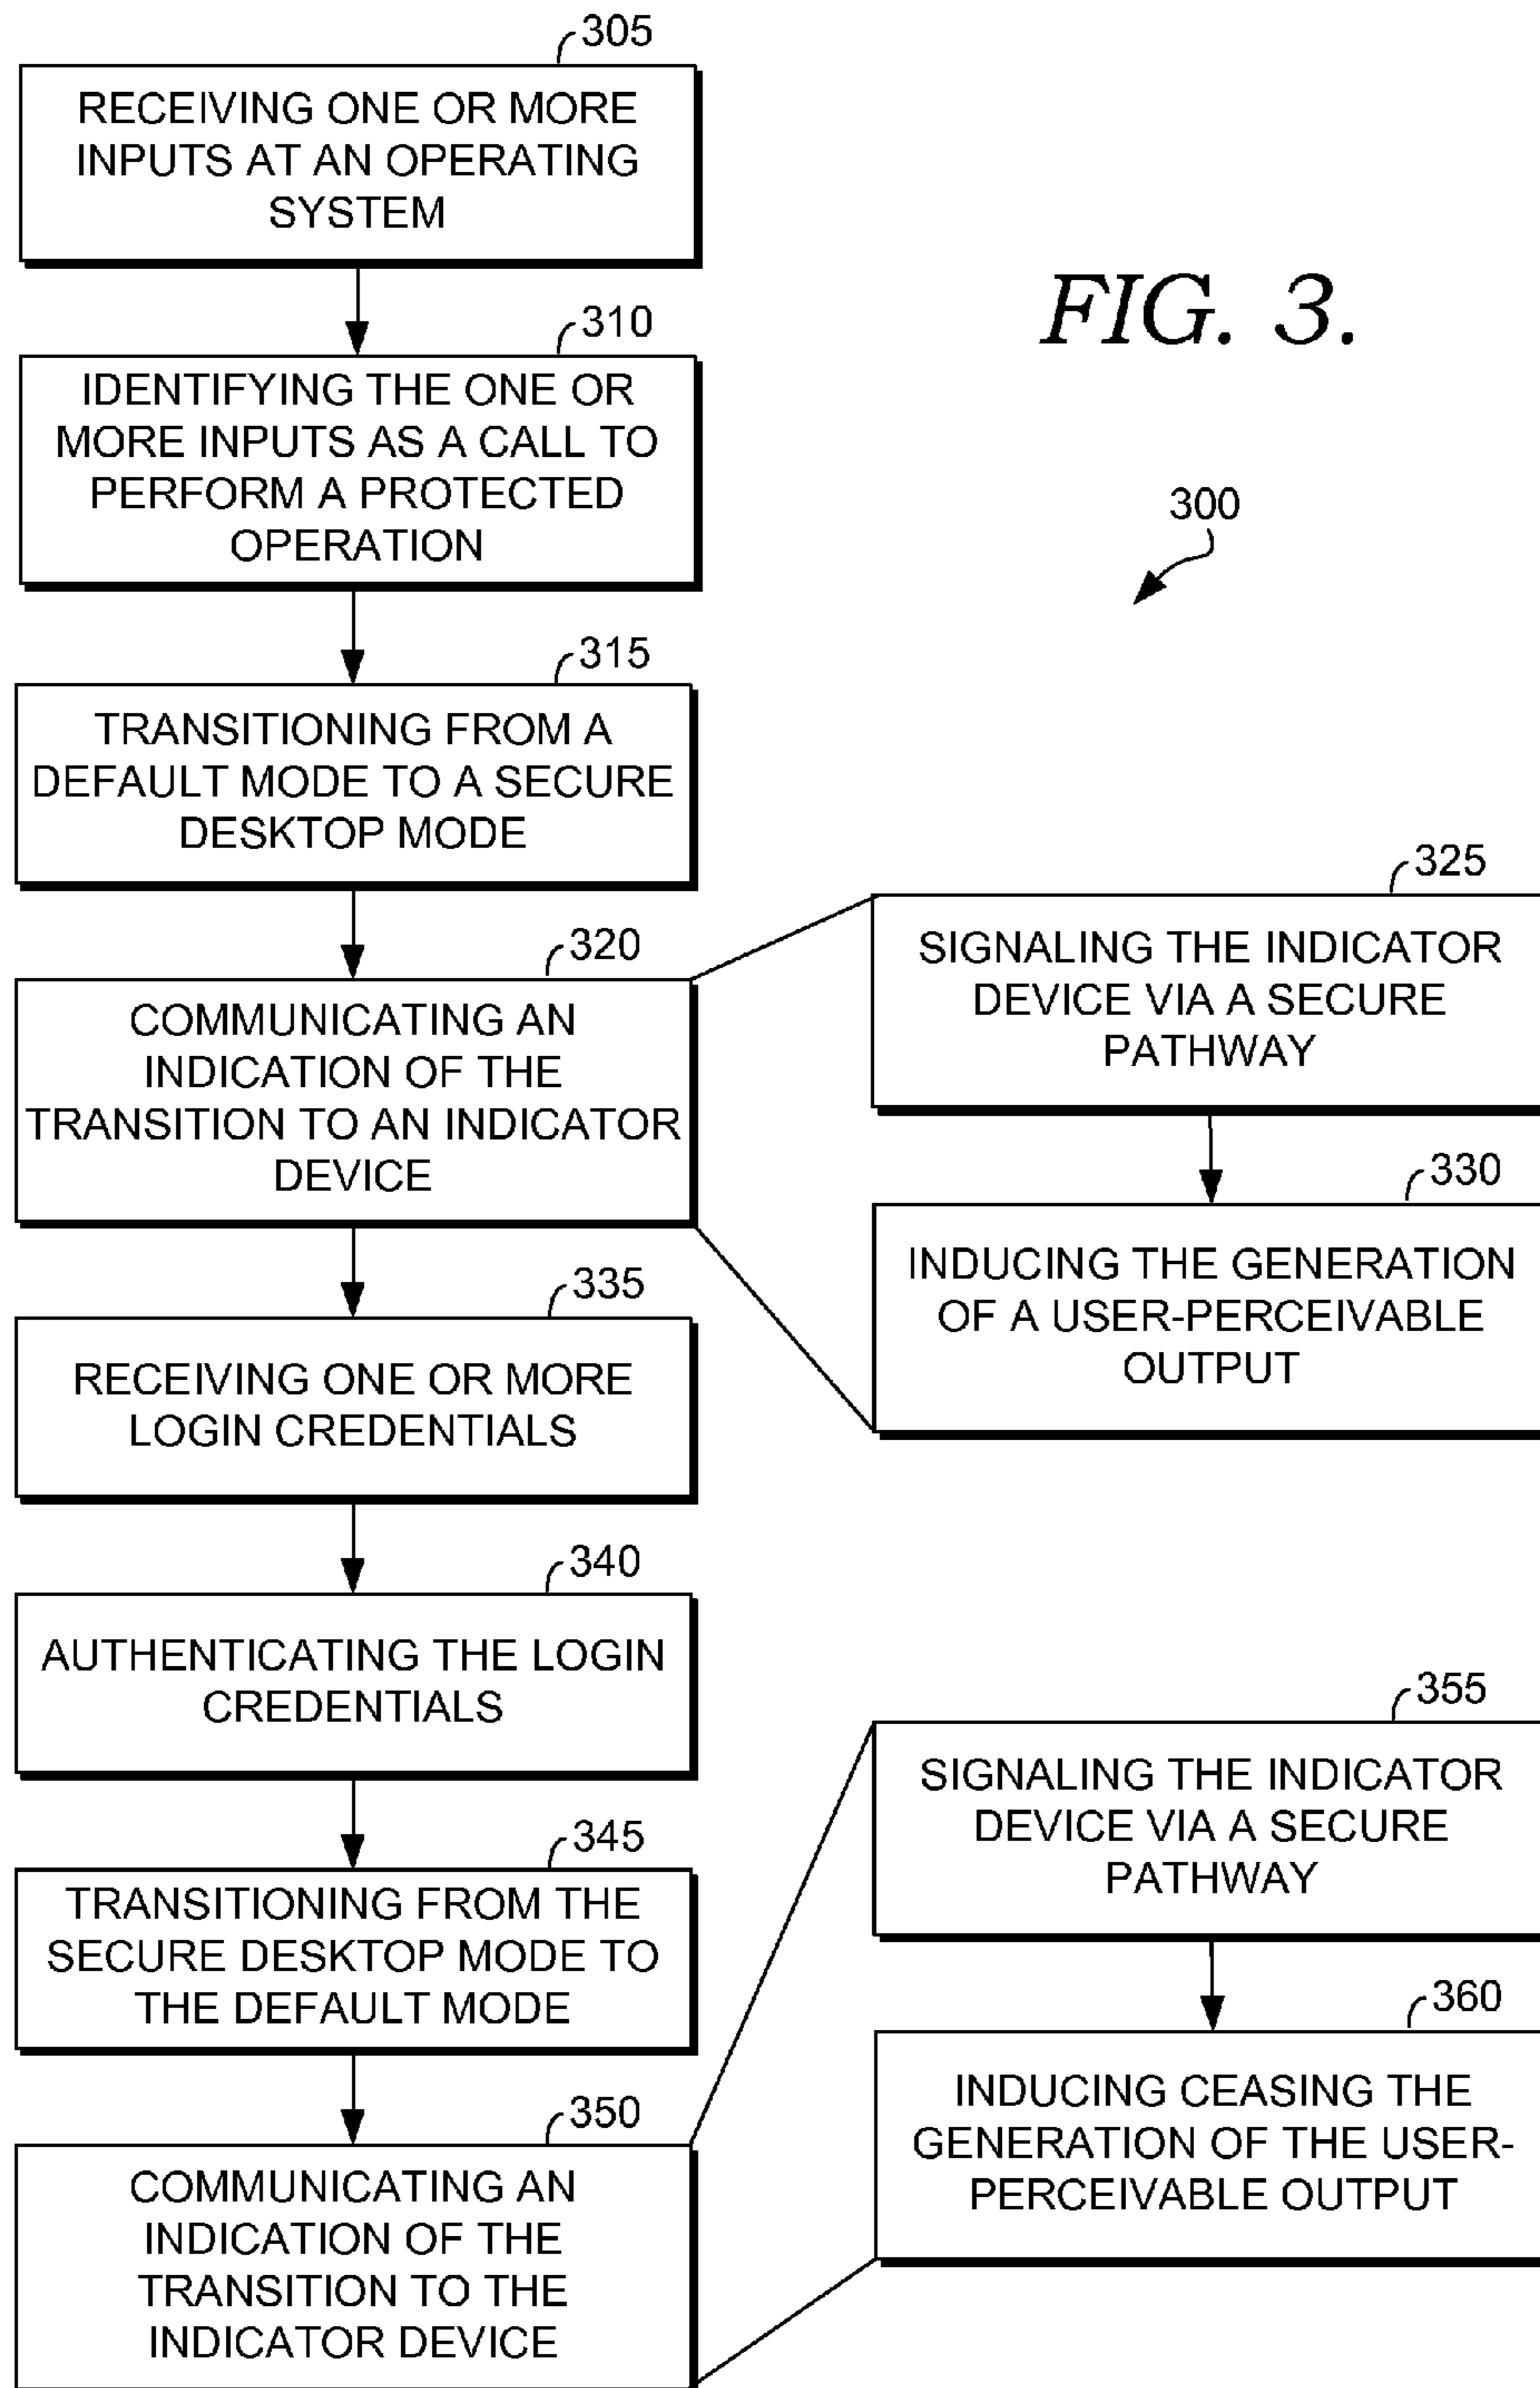 305
RECEIVING ONE OR MORE
INPUTS AT AN OPERATING
SYSTEM
FIG. 3.
310
IDENTIFYING THE ONE OR
MORE INPUTS AS A CALL TO
PERFORM A PROTECTED
OPERATION
300
315
TRANSITIONING FROM A
DEFAULT MODE TO A SECURE
DESKTOP MODE
320
COMMUNICATING AN
INDICATION OF THE
TRANSITION TO AN INDICATOR
DEVICE
325
SIGNALING THE INDICATOR
DEVICE VIA A SECURE
PATHWAY
330
INDUCING THE GENERATION
OF A USER-PERCEIVABLE
OUTPUT
335
RECEIVING ONE OR MORE
LOGIN CREDENTIALS
340
AUTHENTICATING THE LOGIN
CREDENTIALS
345
TRANSITIONING FROM THE
SECURE DESKTOP MODE TO
THE DEFAULT MODE
350
COMMUNICATING AN
INDICATION OF THE
TRANSITION TO THE
INDICATOR DEVICE
355
SIGNALING THE INDICATOR
DEVICE VIA A SECURE
PATHWAY
360
INDUCING CEASING THE
GENERATION OF THE USER-
PERCEIVABLE OUTPUT